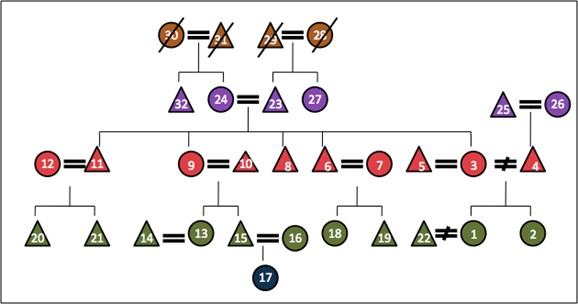 30 = 31 29 = 28
32 24 = 23 27 25 = 26
12 = 11 9 = 10 8 6 = 7 5 = 3 ≠ 4
20 21 14 = 13 15 = 16 18 19 22 ≠ 1 2
17